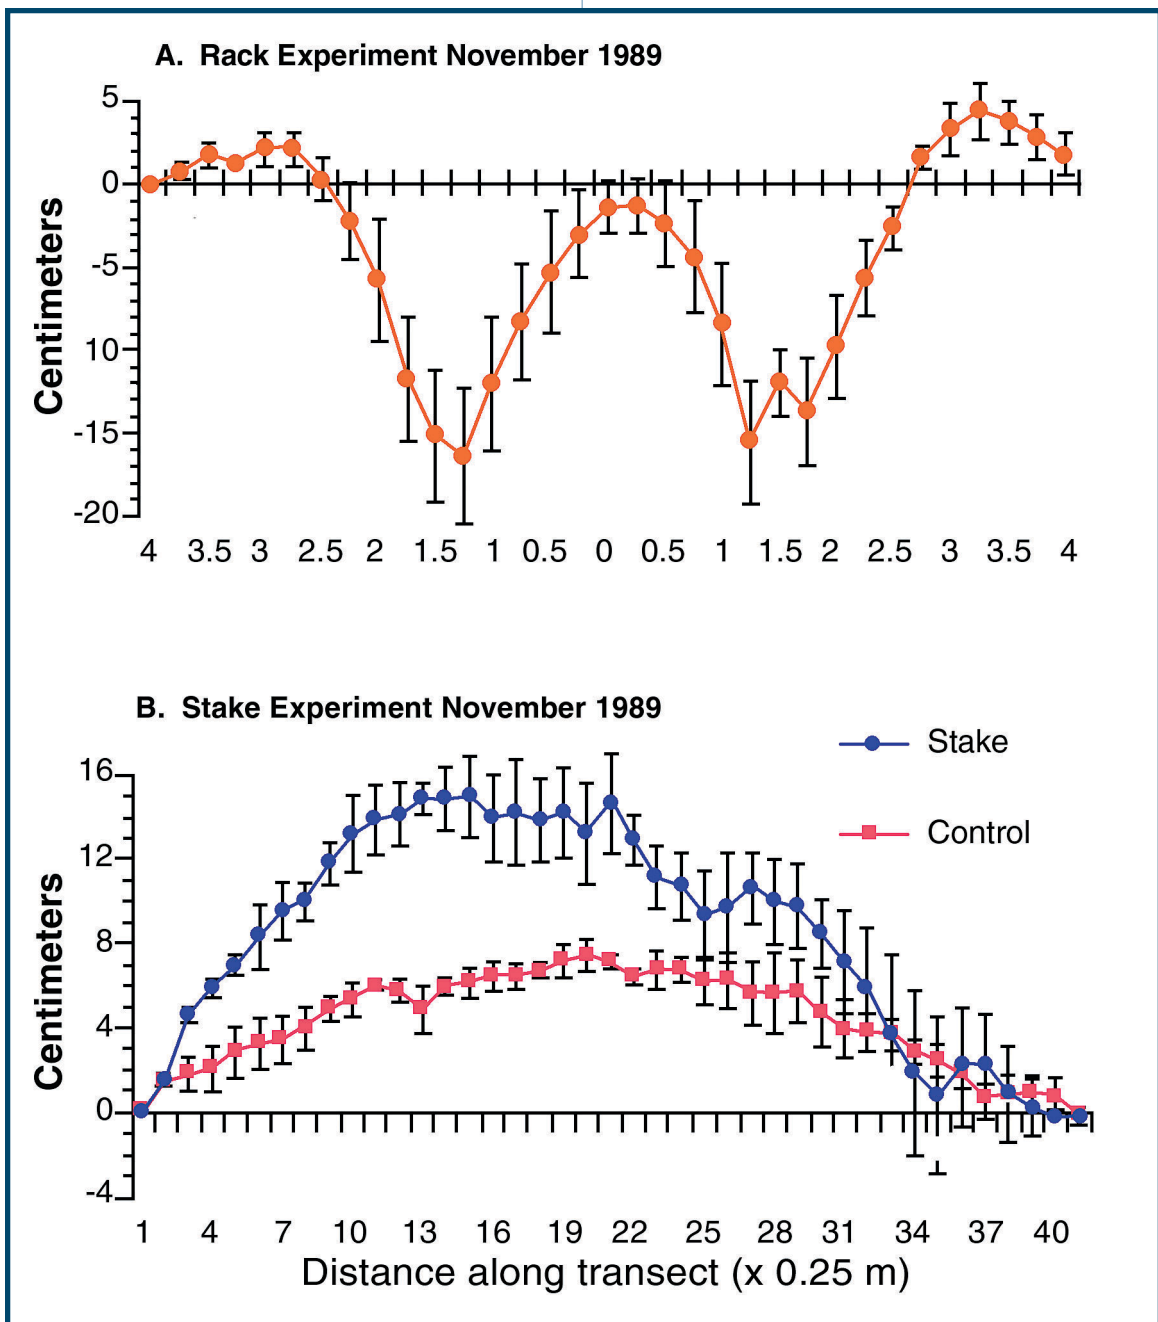 A. Rack Experiment November 1989
5
0
-5
10
-15
-20
Centimeters
4 3.5 3 2.5 2 1.5 1 0.5 0 0.5 1 1.5 2 2.5 3 3.5 4
B. Stake Experiment November 1989
Stake
Control
16
12
8
4
0
-4
Centimeters
1 4 7 10 13 16 19 22 25 28 31 34 37 40
Distance along transect (x 0.25 m)